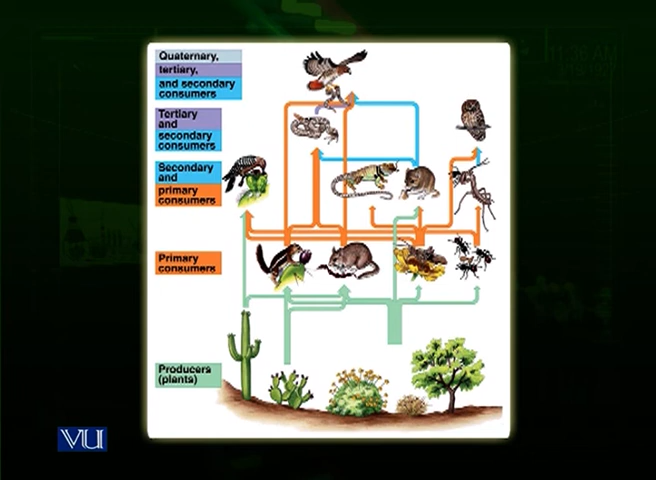 Quaternary,
tertiary,
and secondary
consumers
Tertiary
and
secondary
consumers
Secondary
and
primary
consumers
Primary
consumers
Producers
(plants)
VU